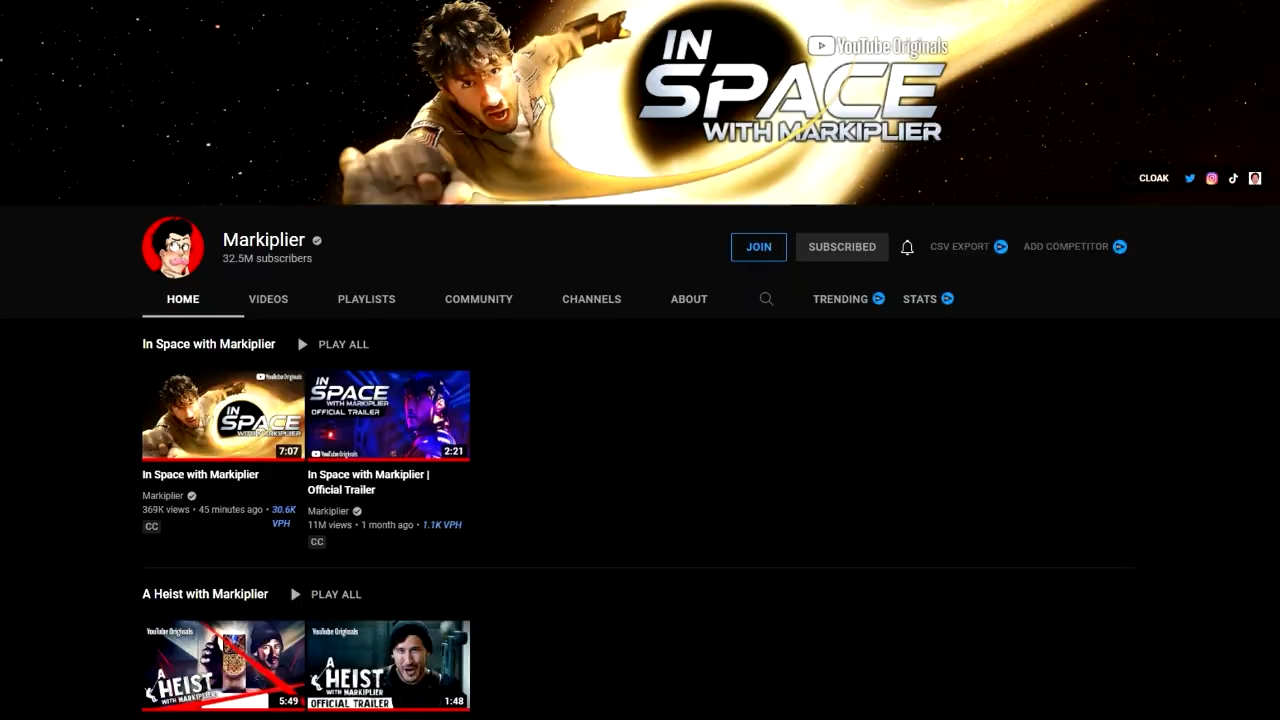 IN
SPACE
WITH MARKIPLIER
YouTube Originals
CLOAK
Markiplier
32.5M subscribers
JOIN
SUBSCRIBED
CSV EXPORT
ADD COMPETITOR
HOME
VIDEOS
PLAYLISTS
COMMUNITY
CHANNELS
ABOUT
TRENDING
STATS
In Space with Markiplier
PLAY ALL
YouTube Originals
IN
SPACE
WITH MARKIPLIER
7:07
IN
SPACE
WITH MARKIPLIER
OFFICIAL TRAILER
YouTube Originals
2:21
In Space with Markiplier
Markiplier
369K views • 45 minutes ago • 30.6K
VPH
CC
In Space with Markiplier |
Official Trailer
Markiplier
11M views • 1 month ago • 1.1K VPH
CC
A Heist with Markiplier
PLAY ALL
YouTube Originals
A
HEIST
WITH MARKIPLIER
5:49
YouTube Originals
A
HEIST
WITH MARKIPLIER
OFFICIAL TRAILER
1:48